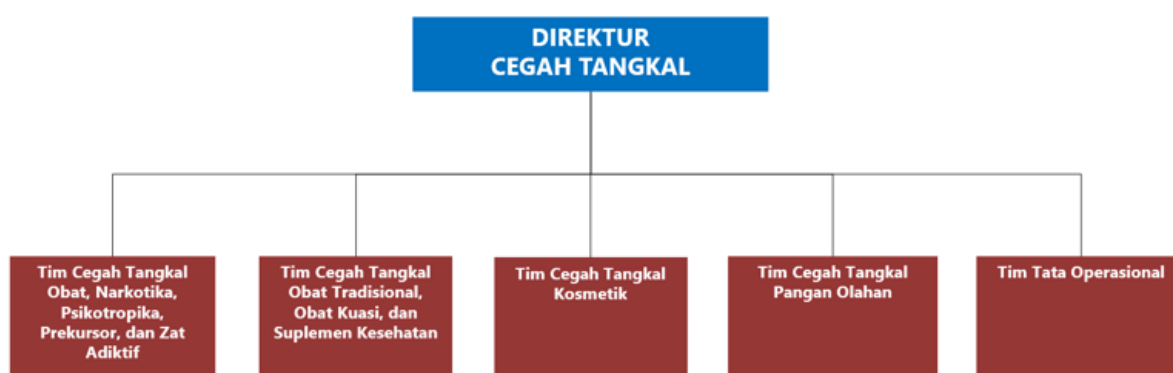 DIREKTUR
CEGAH TANGKAL
Tim Cegah Tangkal
Obat, Narkotika,
Psikotropika,
Prekursor, dan Zat
Adiktif
Tim Cegah Tangkal
Obat Tradisional,
Obat Kuasi, dan
Suplemen Kesehatan
Tim Cegah Tangkal
Kosmetik
Tim Cegah Tangkal
Pangan Olahan
Tim Tata Operasional